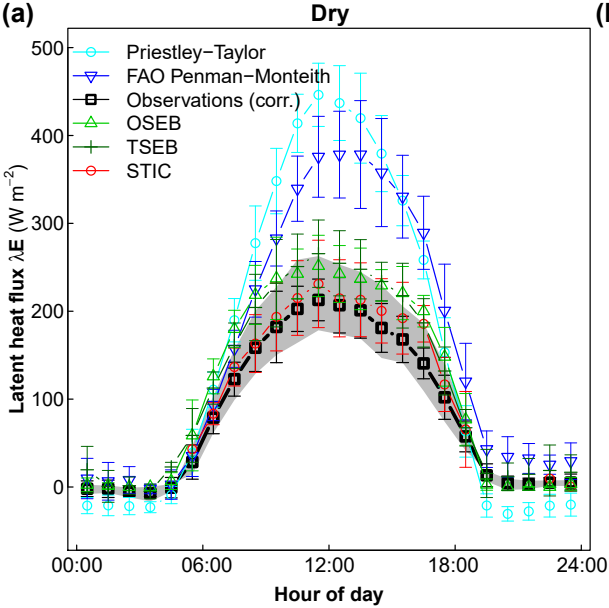 (a)
Dry
(b
Latent heat flux λE (W m⁻²)
500
400
300
200
100
0
Priestley−Taylor
FAO Penman−Monteith
Observations (corr.)
OSEB
TSEB
STIC
00:00
06:00
12:00
18:00
24:00
Hour of day